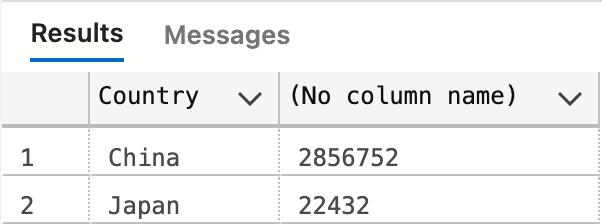 Results Messages
Country (No column name)
1 China 2856752
2 Japan 22432